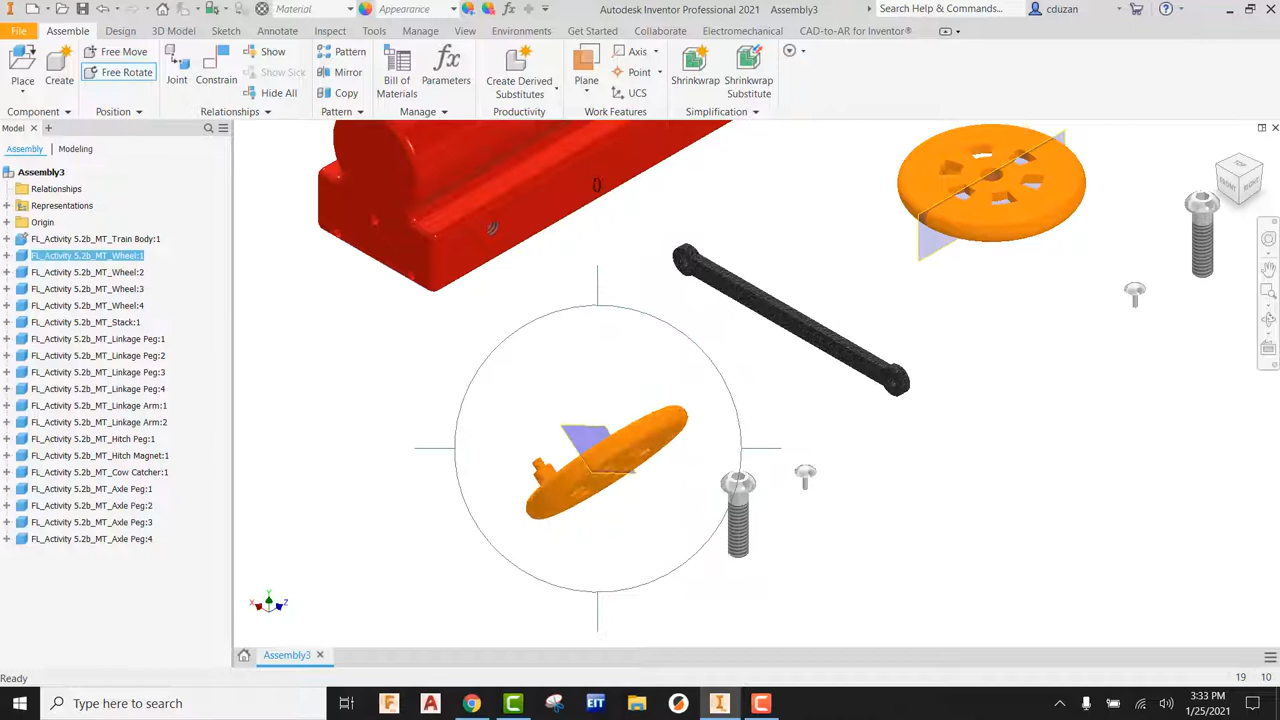 Material
Appearance
Autodesk Inventor Professional 2021 Assembly3
Search Help & Commands...
cduzan
File
Assemble
Design
3D Model
Sketch
Annotate
Inspect
Tools
Manage
View
Environments
Get Started
Collaborate
Electromechanical
CAD-to-AR for Inventor®
Place
Create
Free Move
Free Rotate
Joint
Constrain
Show
Show Sick
Hide All
Pattern
Mirror
Copy
Bill of
Materials
Parameters
Create Derived
Substitutes
Plane
Axis
Point
UCS
Shrinkwrap
Shrinkwrap
Substitute
Component
Position
Relationships
Pattern
Manage
Productivity
Work Features
Simplification
Model
Assembly
Modeling
Assembly3
Relationships
Representations
Origin
FL_Activity 5.2b_MT_Train Body:1
FL_Activity 5.2b_MT_Wheel:1
FL_Activity 5.2b_MT_Wheel:2
FL_Activity 5.2b_MT_Wheel:3
FL_Activity 5.2b_MT_Wheel:4
FL_Activity 5.2b_MT_Stack:1
FL_Activity 5.2b_MT_Linkage Peg:1
FL_Activity 5.2b_MT_Linkage Peg:2
FL_Activity 5.2b_MT_Linkage Peg:3
FL_Activity 5.2b_MT_Linkage Peg:4
FL_Activity 5.2b_MT_Linkage Arm:1
FL_Activity 5.2b_MT_Linkage Arm:2
FL_Activity 5.2b_MT_Hitch Peg:1
FL_Activity 5.2b_MT_Hitch Magnet:1
FL_Activity 5.2b_MT_Cow Catcher:1
FL_Activity 5.2b_MT_Axle Peg:1
FL_Activity 5.2b_MT_Axle Peg:2
FL_Activity 5.2b_MT_Axle Peg:3
FL_Activity 5.2b_MT_Axle Peg:4
TOP
FRONT
X
Y
Z
Assembly3
Ready
19 10
Type here to search
EIT
3:33 PM
1/25/2021